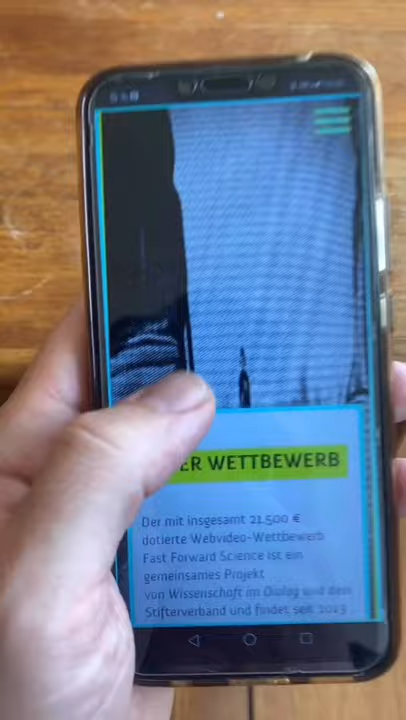 ER WETTBEWERB
Der mit insgesamt 21.500 €
dotierte Webvideo-Wettbewerb
Fast Forward Science ist ein
gemeinsames Projekt
von Wissenschaft im Dialog und dem
Stifterverband und findet seit 2013